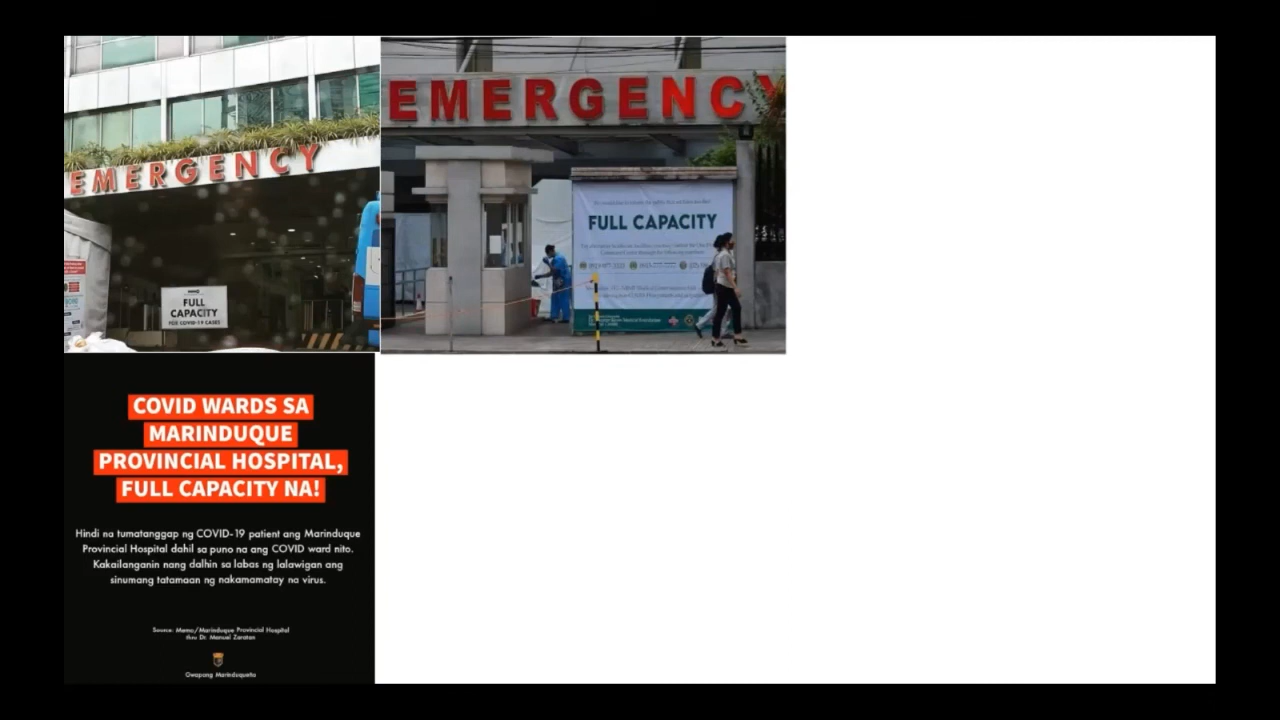 EMERGENCY
FULL
CAPACITY
FOR COVID-19 CASES
EMERGENCY
FULL CAPACITY
COVID WARDS SA
MARINDUQUE
PROVINCIAL HOSPITAL,
FULL CAPACITY NA!
Hindi na tumatanggap ng COVID-19 patient ang Marinduque
Provincial Hospital dahil sa puno na ang COVID ward nito.
Kakailanganin nang dalhin sa labas ng lalawigan ang
sinumang tatamaan ng nakamamatay na virus.
Source: Memo/Marinduque Provincial Hospital
thru Dr. Manuel Zaratan
Gwapong Marinduqueño